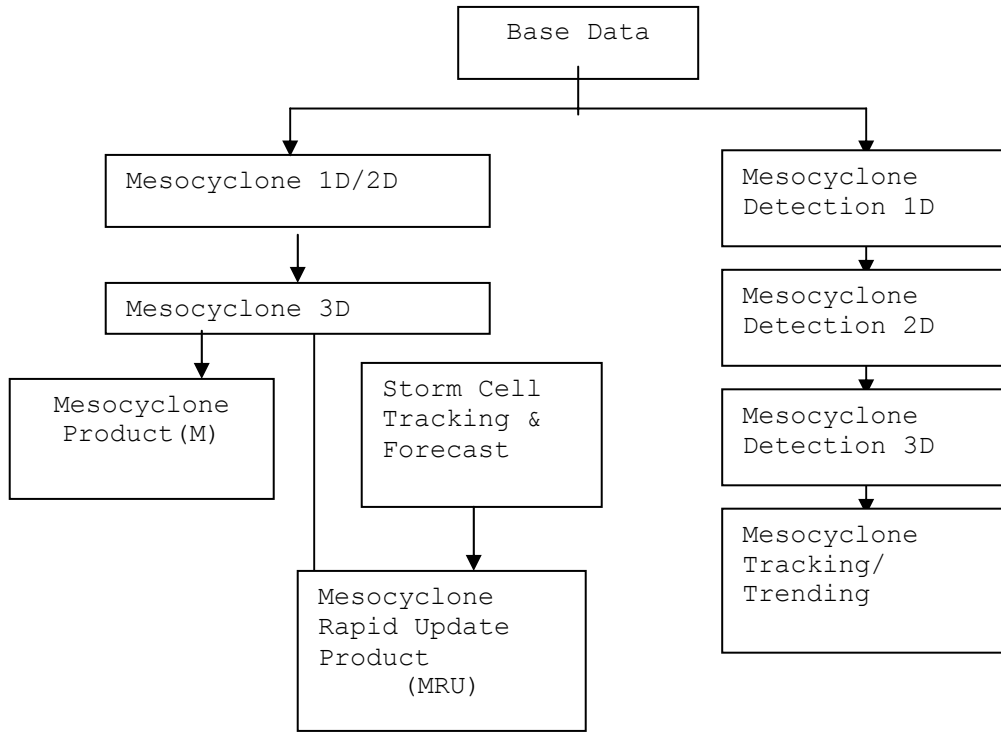 Base Data
Mesocyclone 1D/2D
Mesocyclone 3D
Mesocyclone
Product(M)
Storm Cell
Tracking &
Forecast
Mesocyclone
Rapid Update
Product
(MRU)
Mesocyclone
Detection 1D
Mesocyclone
Detection 2D
Mesocyclone
Detection 3D
Mesocyclone
Tracking/
Trending